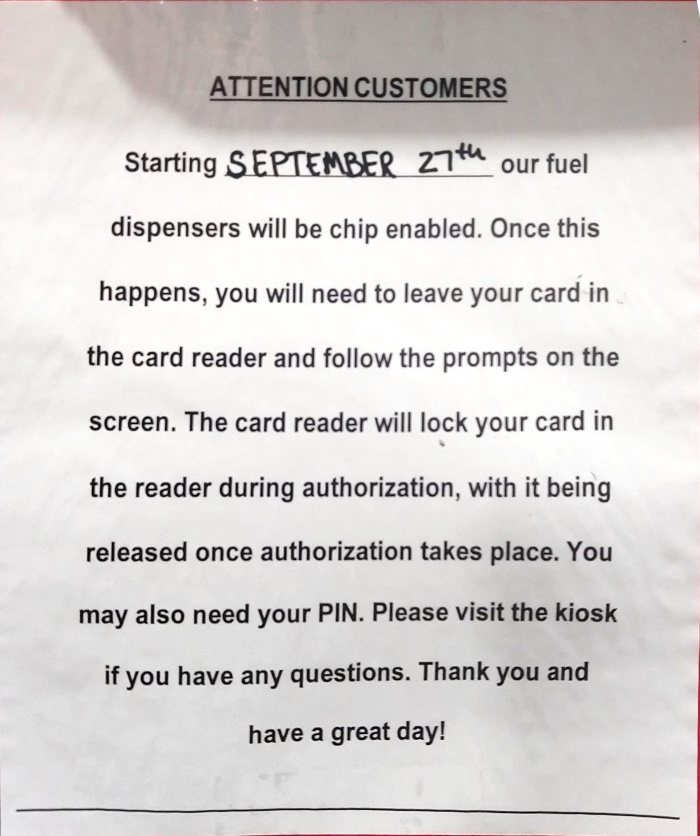 ATTENTION CUSTOMERS
Starting SEPTEMBER 27th our fuel
dispensers will be chip enabled. Once this
happens, you will need to leave your card in
the card reader and follow the prompts on the
screen. The card reader will lock your card in
the reader during authorization, with it being
released once authorization takes place. You
may also need your PIN. Please visit the kiosk
if you have any questions. Thank you and
have a great day!